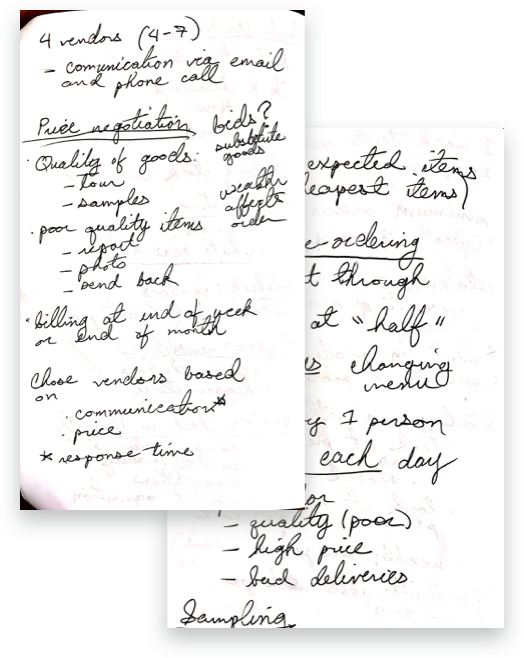 4 vendors (4-7)
- comunication via email
and phone call
Price negotiation
bids?
substitute
goods
· Quality of goods:
- tour
- samples
weather
affects
order
· poor quality items
- report
- photo
- send back
· billing at end of week
or end of month
Chose vendors based
on
· communication*
· price
* response time
expected items
eapest items)
e ordering
t through
at "half"
s changing
menu
y 1 person
each day
or
- quality (poor)
- high price
- bad deliveries
Sampling